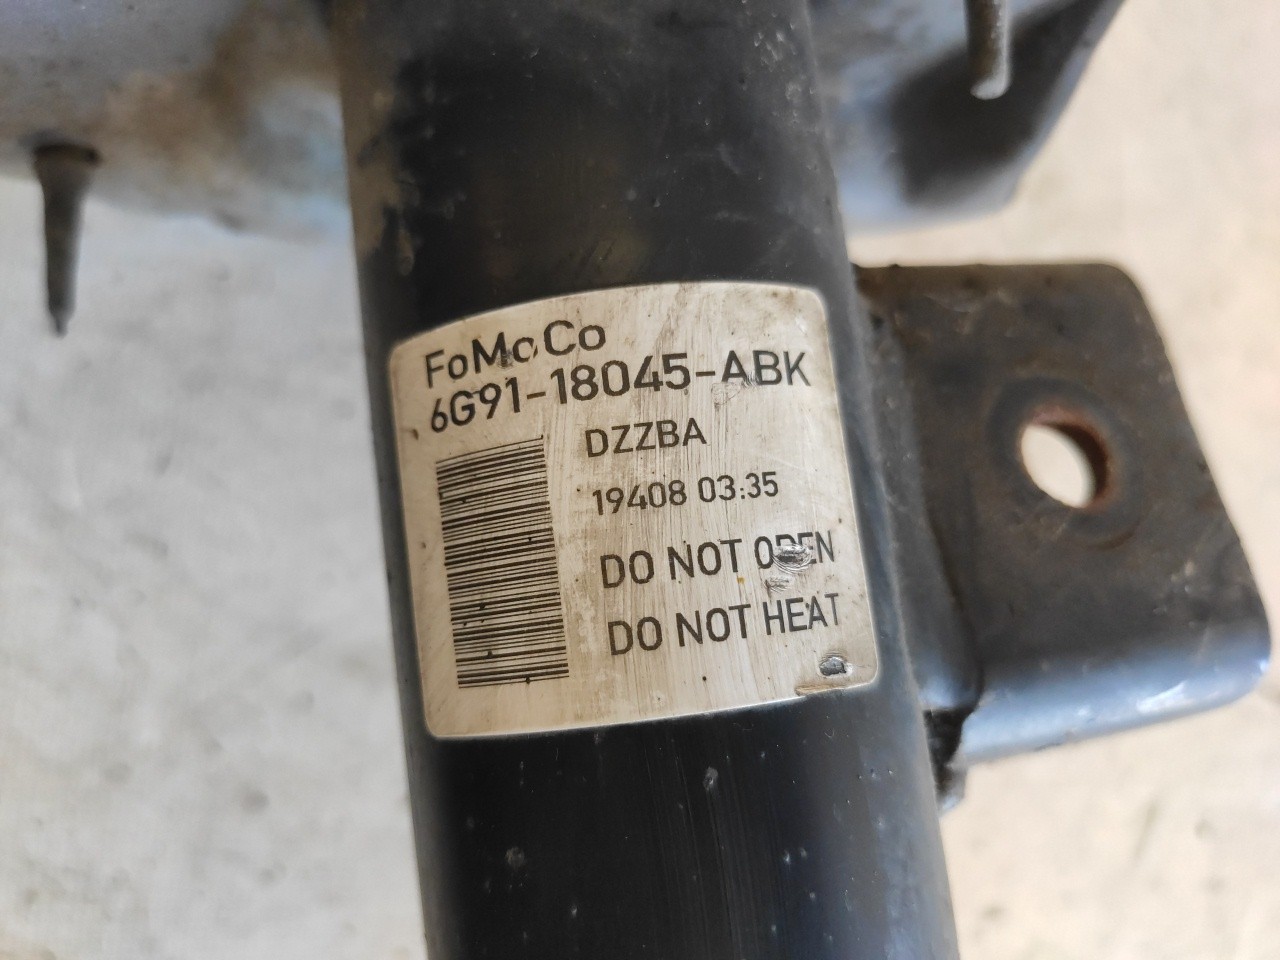 FoMoCo
6G91-18045-ABK
DZZBA
19408 03:35
DO NOT OPEN
DO NOT HEAT